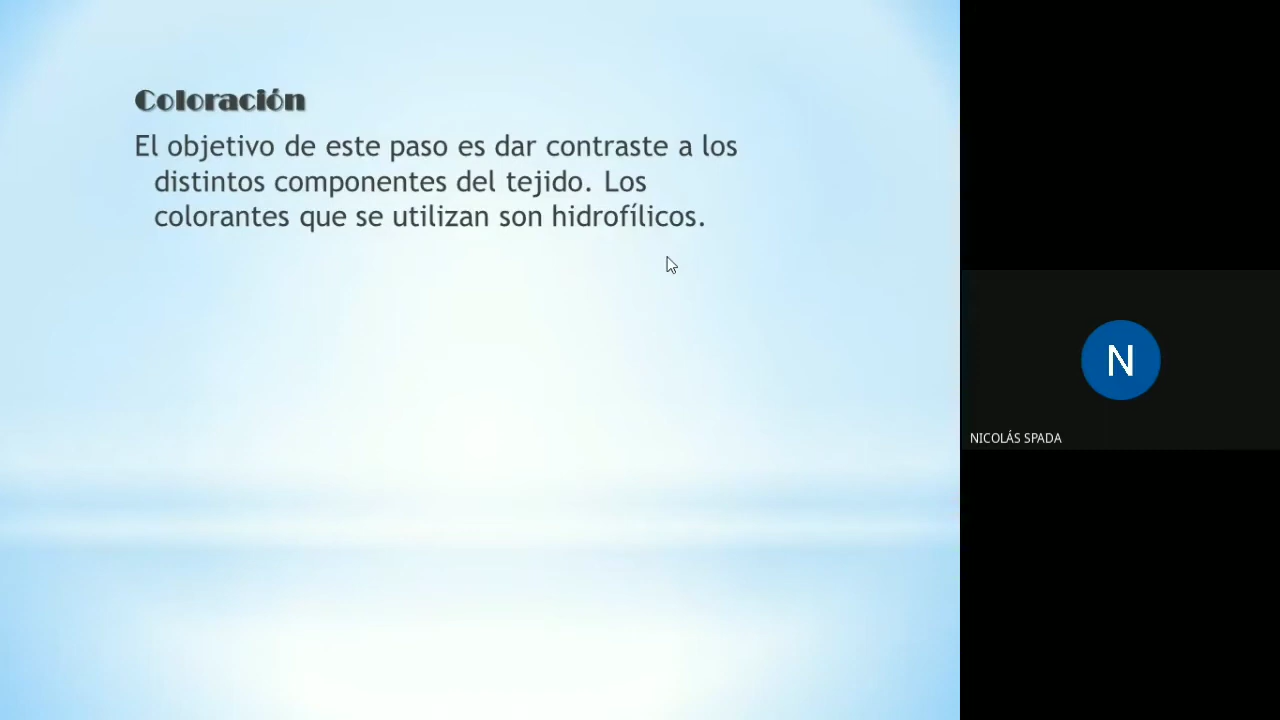 Coloración
El objetivo de este paso es dar contraste a los
distintos componentes del tejido. Los
colorantes que se utilizan son hidrofílicos.
N
NICOLÁS SPADA